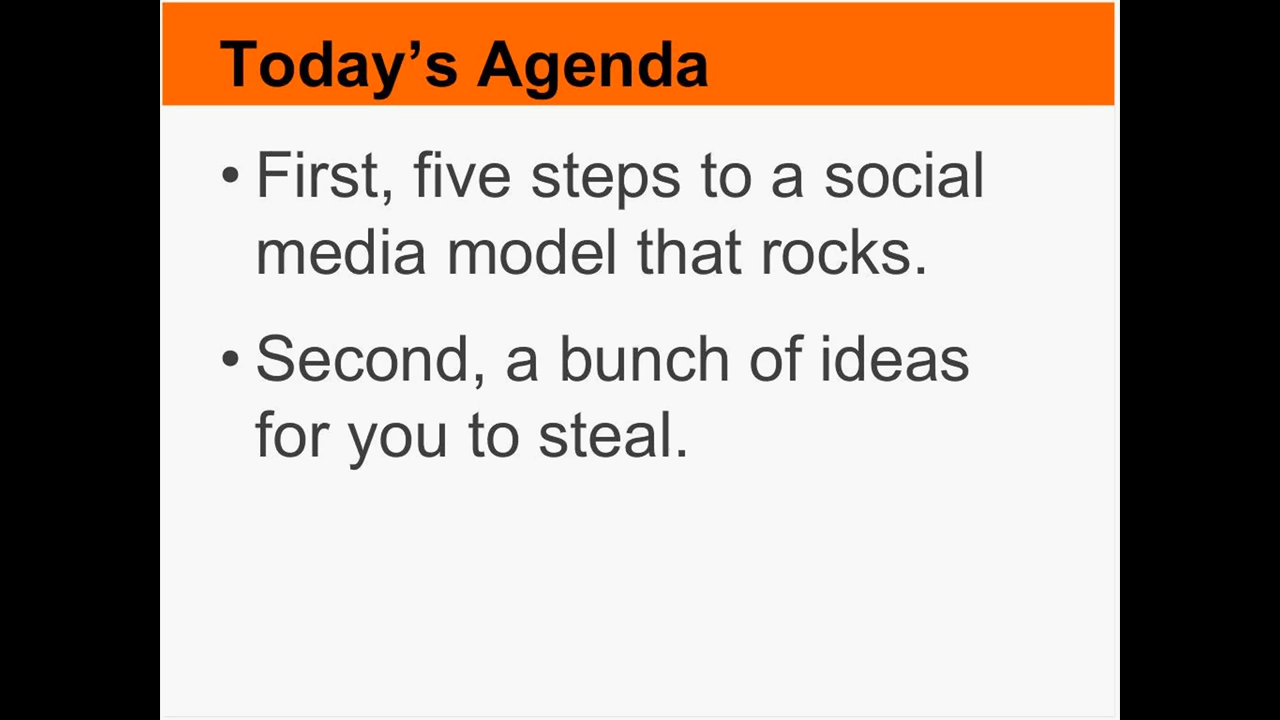 Today’s Agenda
• First, five steps to a social
media model that rocks.
• Second, a bunch of ideas
for you to steal.